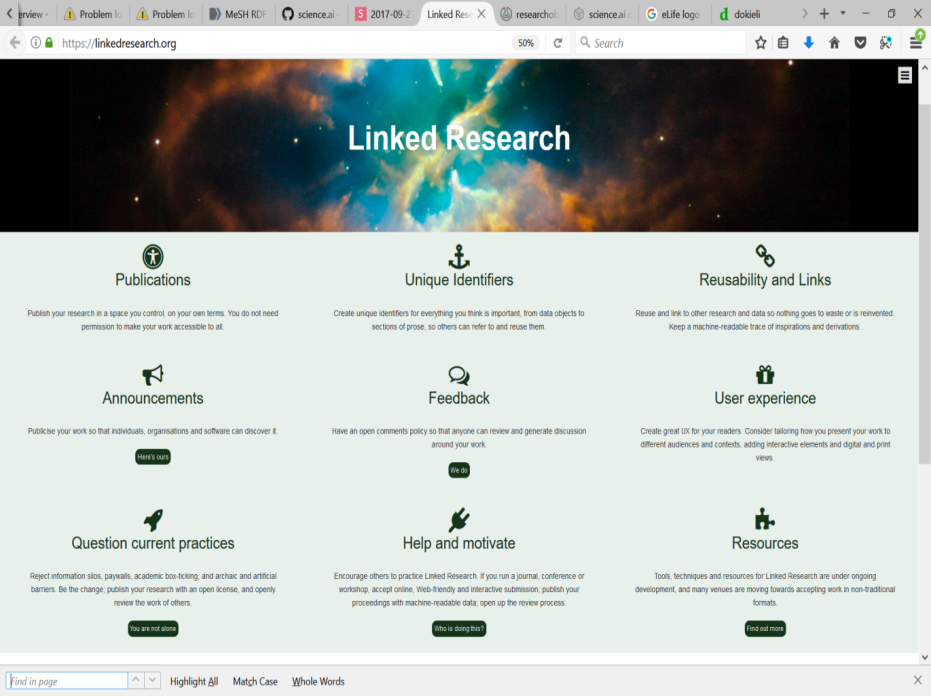 erview
Problem lo
Problem lo
MeSH RDF
science.ai
2017-09-2
Linked Rese
researchob
science.ai
eLife logo
dokieli
https://linkedresearch.org
50%
Search
Linked Research
Publications
Publish your research in a space you control, on your own terms. You do not need
permission to make your work accessible to all.
Unique Identifiers
Create unique identifiers for everything you think is important, from data objects to
sections of prose, so others can refer to and reuse them.
Reusability and Links
Reuse and link to other research and data so nothing goes to waste or is reinvented.
Keep a machine-readable trace of inspirations and derivations.
Announcements
Publicise your work so that individuals, organisations and software can discover it.
Here's ours
Feedback
Have an open comments policy so that anyone can review and generate discussion
around your work.
We do
User experience
Create great UX for your readers. Consider tailoring how you present your work to
different audiences and contexts, adding interactive elements and digital and print
views.
Question current practices
Reject information silos, paywalls, academic box-ticking, and archaic and artificial
barriers. Be the change; publish your research with an open license, and openly
review the work of others.
You are not alone
Help and motivate
Encourage others to practice Linked Research. If you run a journal, conference or
workshop, accept online, Web-friendly and interactive submission; publish your
proceedings with machine-readable data; open up the review process.
Who is doing this?
Resources
Tools, techniques and resources for Linked Research are under ongoing
development, and many venues are moving towards accepting work in non-traditional
formats.
Find out more
Find in page
Highlight All
Match Case
Whole Words